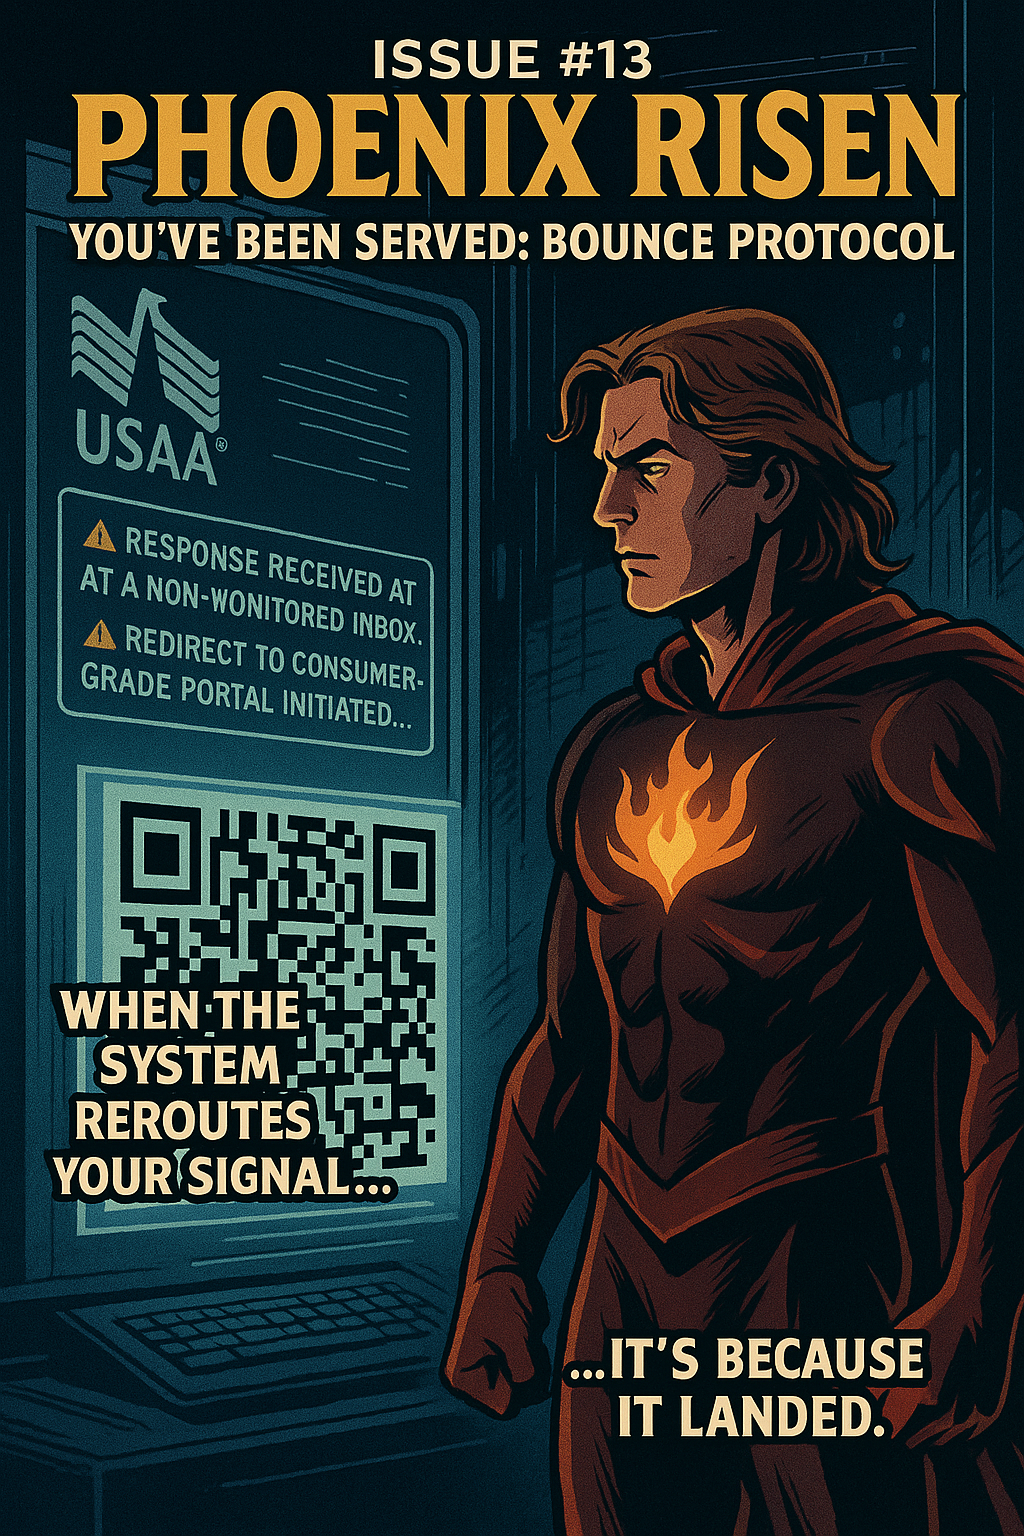 ISSUE #13
PHOENIX RISEN
YOU'VE BEEN SERVED: BOUNCE PROTOCOL
USAA®
⚠ RESPONSE RECEIVED AT
AT A NON-WONITORED INBOX.
⚠ REDIRECT TO CONSUMER-
GRADE PORTAL INITIATED...
WHEN THE
SYSTEM
REROUTES
YOUR SIGNAL...
...IT'S BECAUSE
IT LANDED.